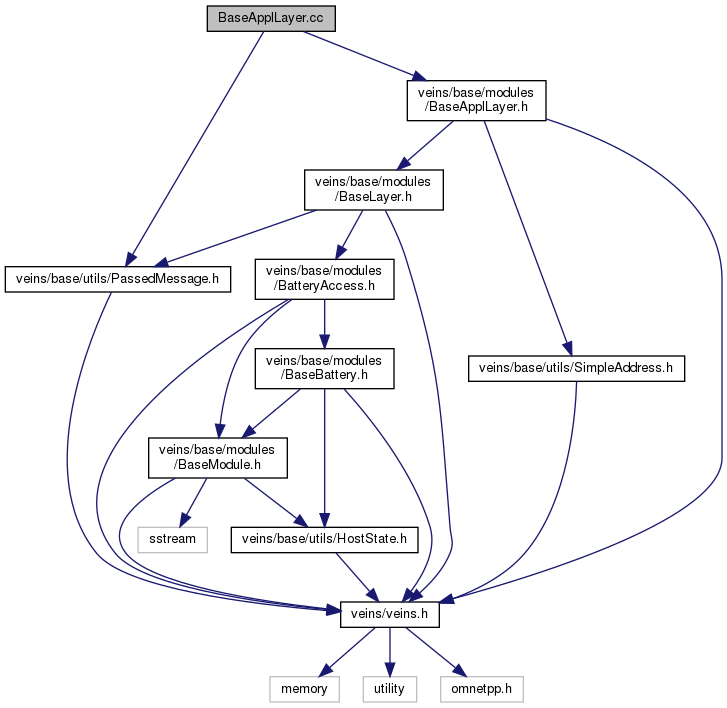 BaseApplLayer.cc
veins/base/modules
/BaseApplLayer.h
veins/base/modules
/BaseLayer.h
veins/base/utils/PassedMessage.h
veins/base/modules
/BatteryAccess.h
veins/base/modules
/BaseBattery.h
veins/base/utils/SimpleAddress.h
veins/base/modules
/BaseModule.h
sstream
veins/base/utils/HostState.h
veins/veins.h
memory
utility
omnetpp.h